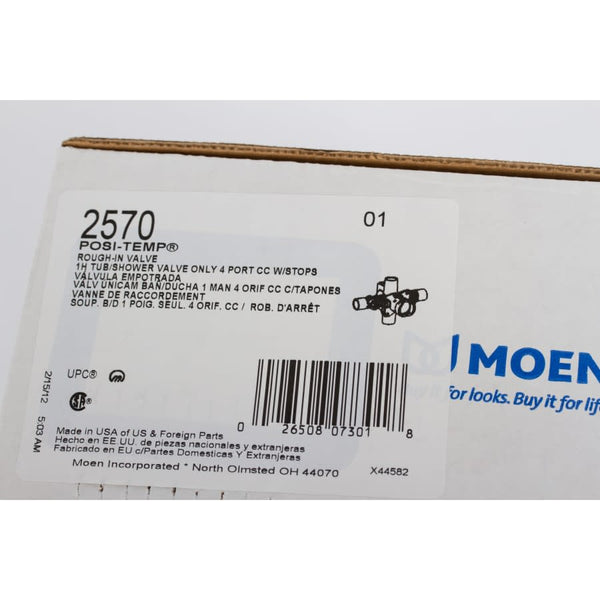 2570
01
POSI-TEMP®
ROUGH-IN VALVE
1H TUB/SHOWER VALVE ONLY 4 PORT CC W/STOPS
VÁLVULA EMPOTRADA
VÁLV UNICAM BAÑ/DUCHA 1 MAN 4 ORIF CC C/TAPONES
VANNE DE RACCORDEMENT
SOUP. B/D 1 POIG. SEUL. 4 ORIF. CC / ROB. D'ARRÊT
UPC®
2/15/12 5:03 AM
0 26508 07301 8
Made in USA of US & Foreign Parts
Hecho en EE UU. de piezas nacionales y extranjeras
Fabricado en EU c/Partes Domesticas Y Extranjeras
Moen Incorporated * North Olmsted OH 44070
X44582
MOEN
Buy it for looks. Buy it for lif